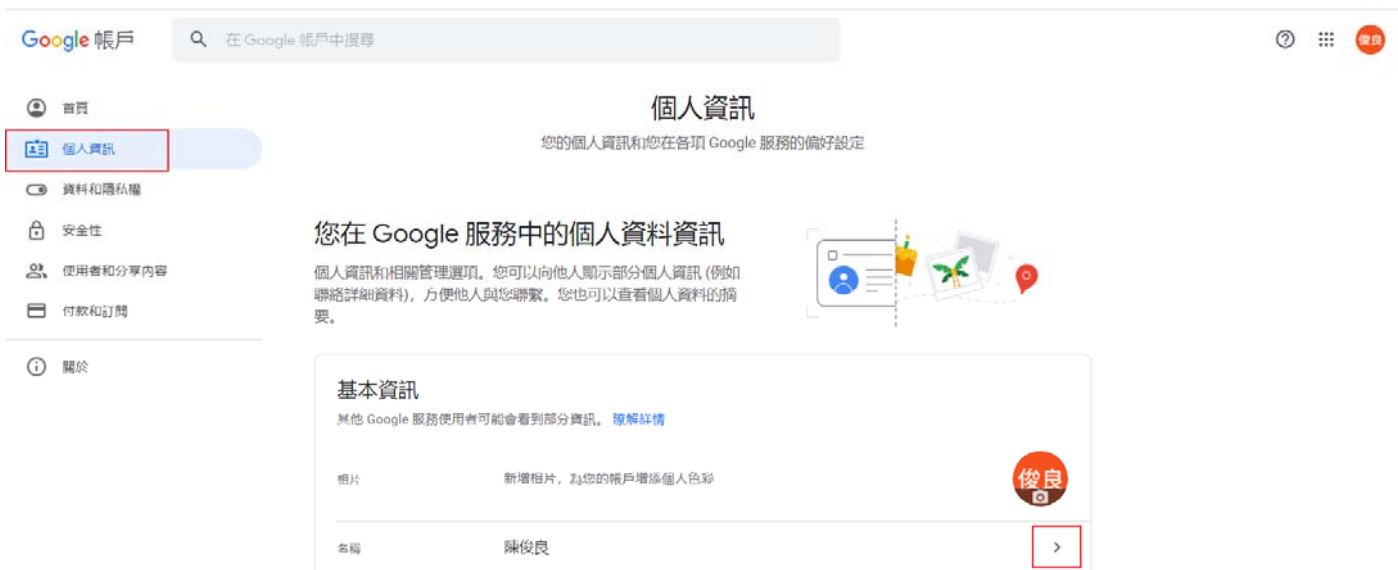 Google 帳戶
在 Google 帳戶中搜尋
俊良
首頁
個人資訊
資料和隱私權
安全性
使用者和分享內容
付款和訂閱
關於
個人資訊
您的個人資訊和您在各項 Google 服務的偏好設定
您在 Google 服務中的個人資料資訊
個人資訊和相關管理選項。您可以向他人顯示部分個人資訊 (例如
聯絡詳細資料)，方便他人與您聯繫。您也可以查看個人資料的摘
要。
基本資訊
其他 Google 服務使用者可能會看到部分資訊。瞭解詳情
相片
新增相片，為您的帳戶增添個人色彩
俊良
名稱
陳俊良